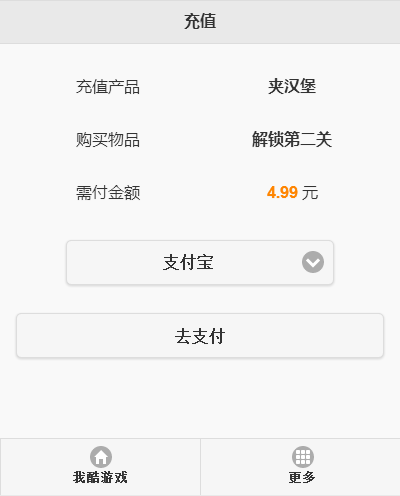 充值
充值产品 夹汉堡
购买物品 解锁第二关
需付金额 4.99 元
支付宝
去支付
我酷游戏 更多